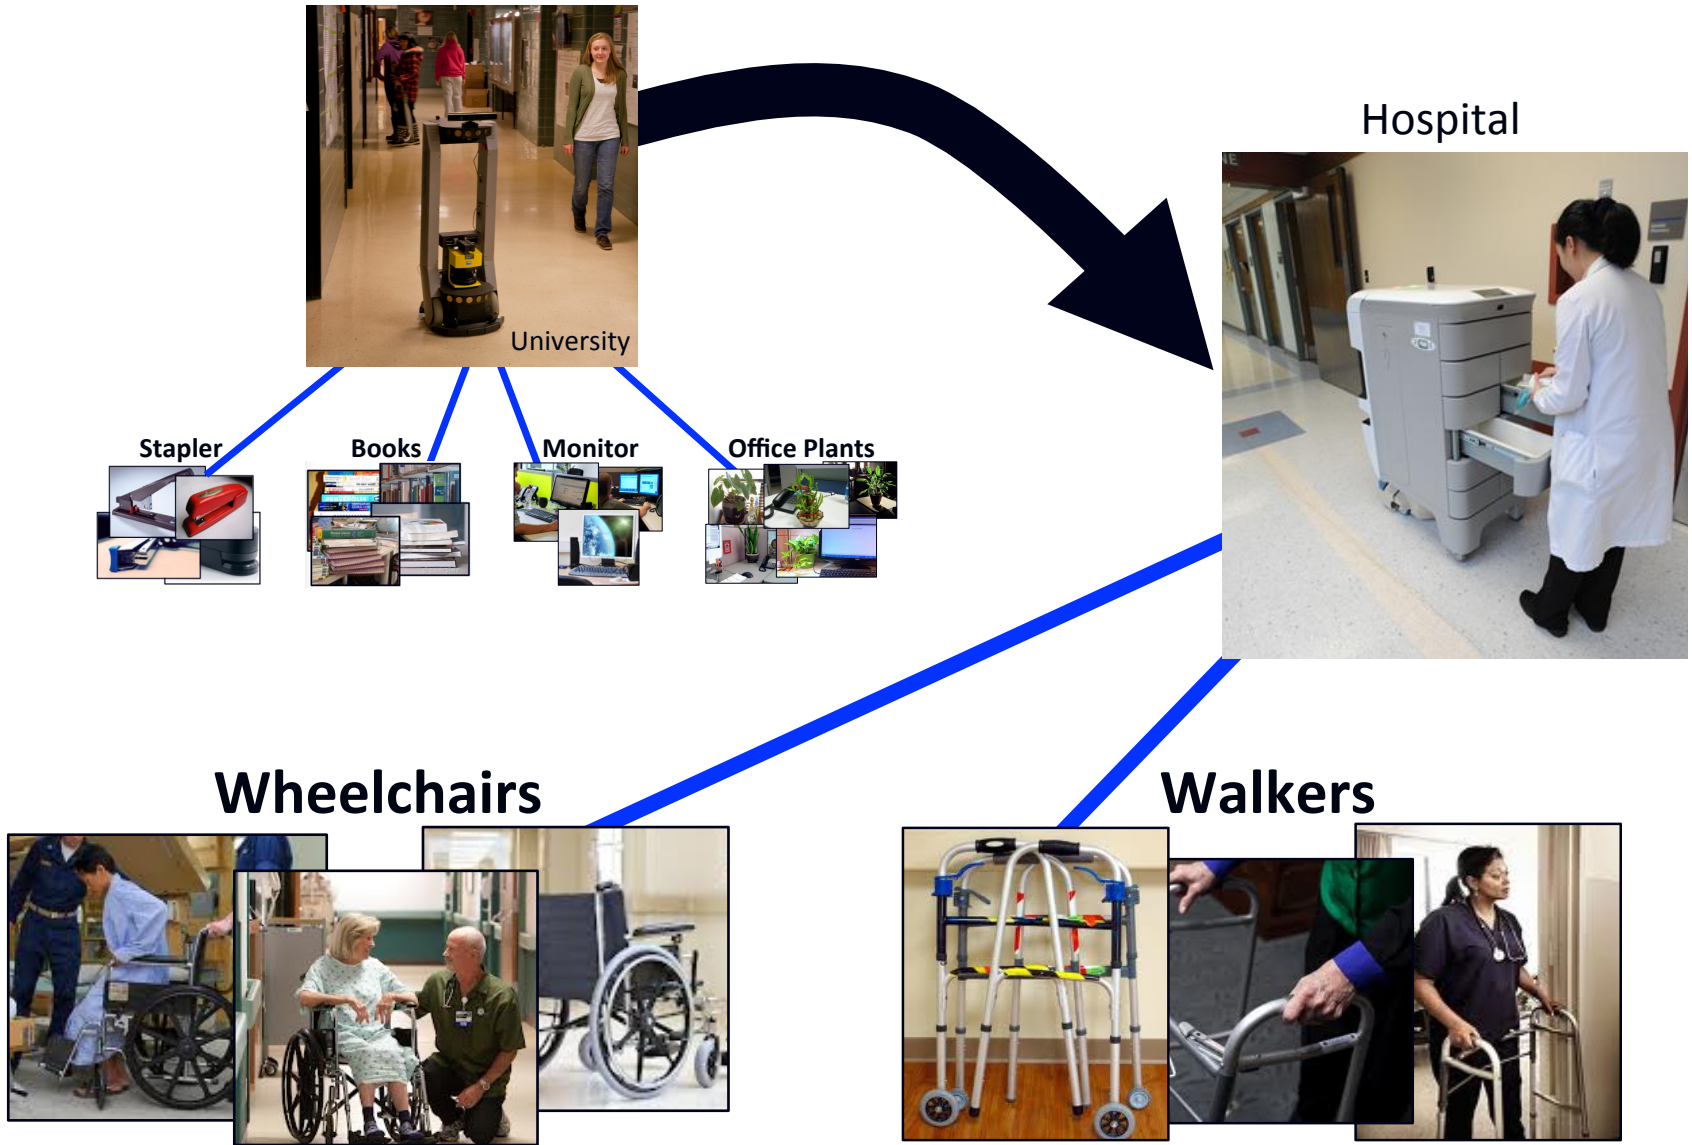 Hospital
University
Stapler
Books
Monitor
Office Plants
Wheelchairs
Walkers